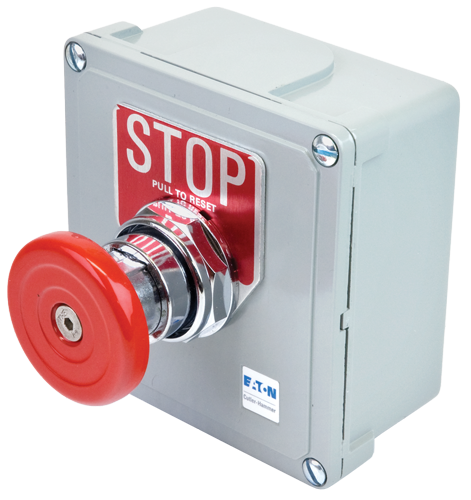 STOP
PULL TO RESET
EATON
Cutler-Hammer